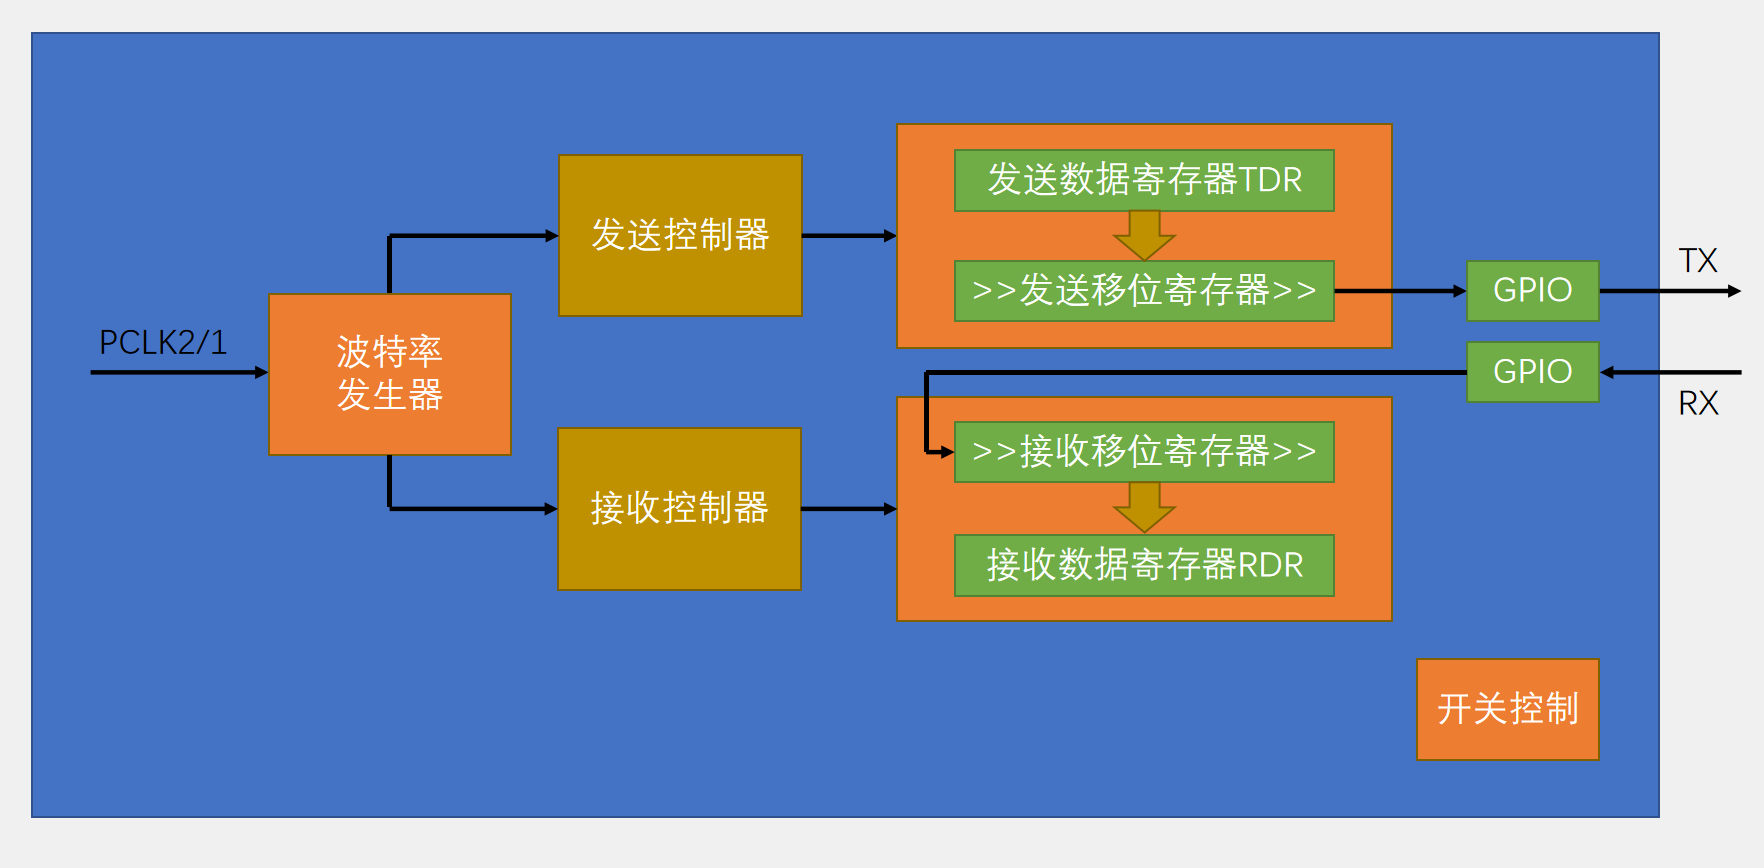 发送数据寄存器TDR
发送控制器
>>发送移位寄存器>>
GPIO
TX
PCLK2/1
波特率
发生器
GPIO
RX
>>接收移位寄存器>>
接收控制器
接收数据寄存器RDR
开关控制